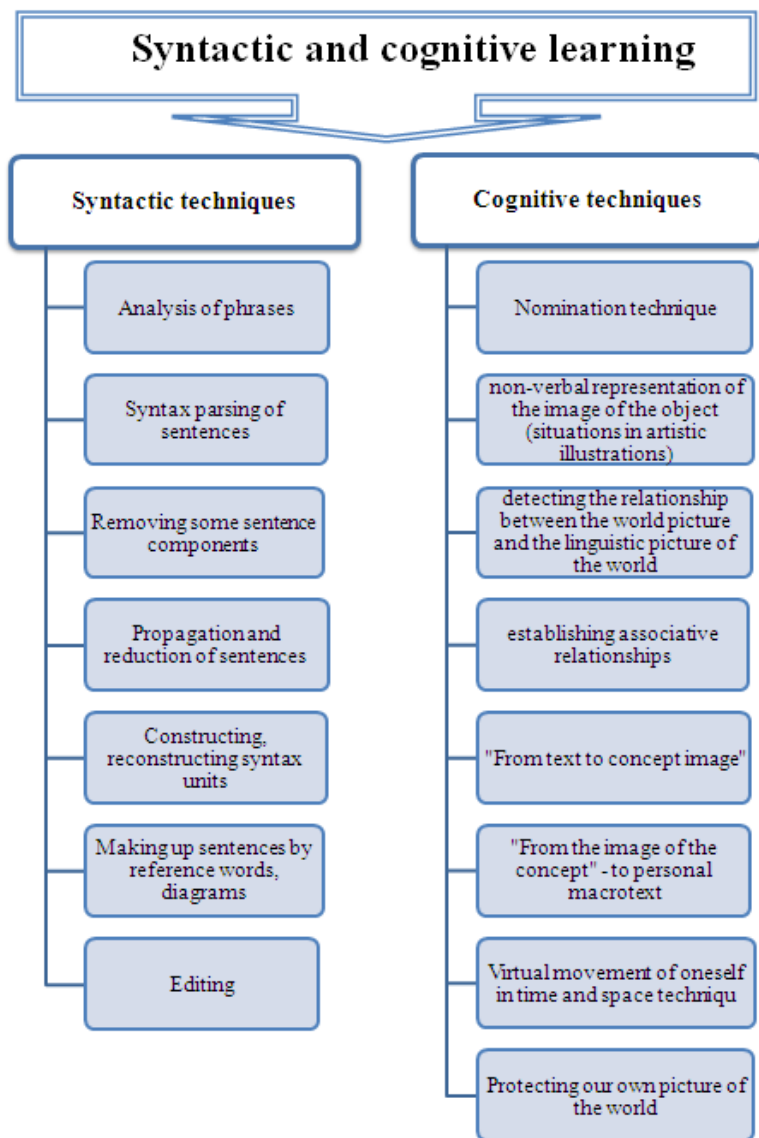 Syntactic and cognitive learning
Syntactic techniques
Analysis of phrases
Syntax parsing of
sentences
Removing some sentence
components
Propagation and
reduction of sentences
Constructing,
reconstructing syntax
units
Making up sentences by
reference words,
diagrams
Editing
Cognitive techniques
Nomination technique
non-verbal representation of
the image of the object
(situations in artistic
illustrations)
detecting the relationship
between the world picture
and the linguistic picture of
the world
establishing associative
relationships
"From text to concept image"
"From the image of the
concept" - to personal
macrotext
Virtual movement of oneself
in time and space techniqu
Protecting our own picture of
the world